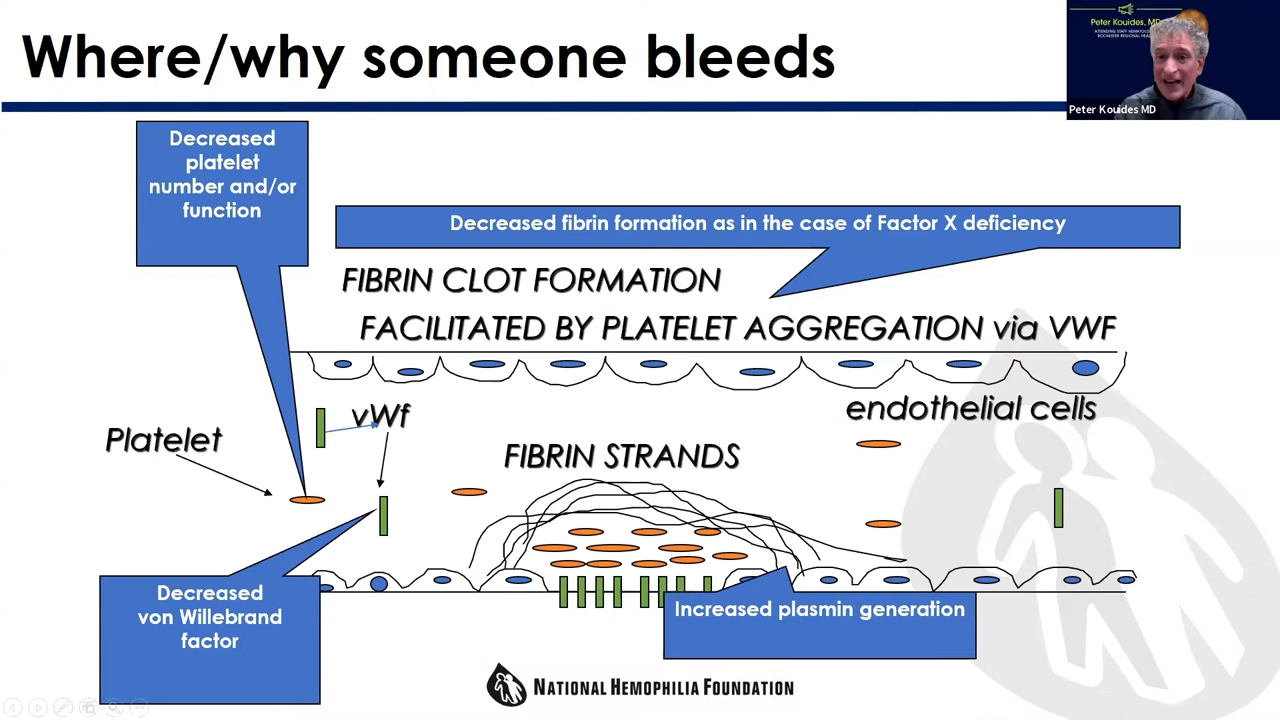 Where/why someone bleeds
Peter Kouides, MD
ATTENDING STAFF HEMATOLO
ROCHESTER REGIONAL HEA
Peter Kouides MD
Decreased
platelet
number and/or
function
Decreased fibrin formation as in the case of Factor X deficiency
FIBRIN CLOT FORMATION
FACILITATED BY PLATELET AGGREGATION via VWF
vWf
endothelial cells
Platelet
FIBRIN STRANDS
Decreased
von Willebrand
factor
Increased plasmin generation
NATIONAL HEMOPHILIA FOUNDATION